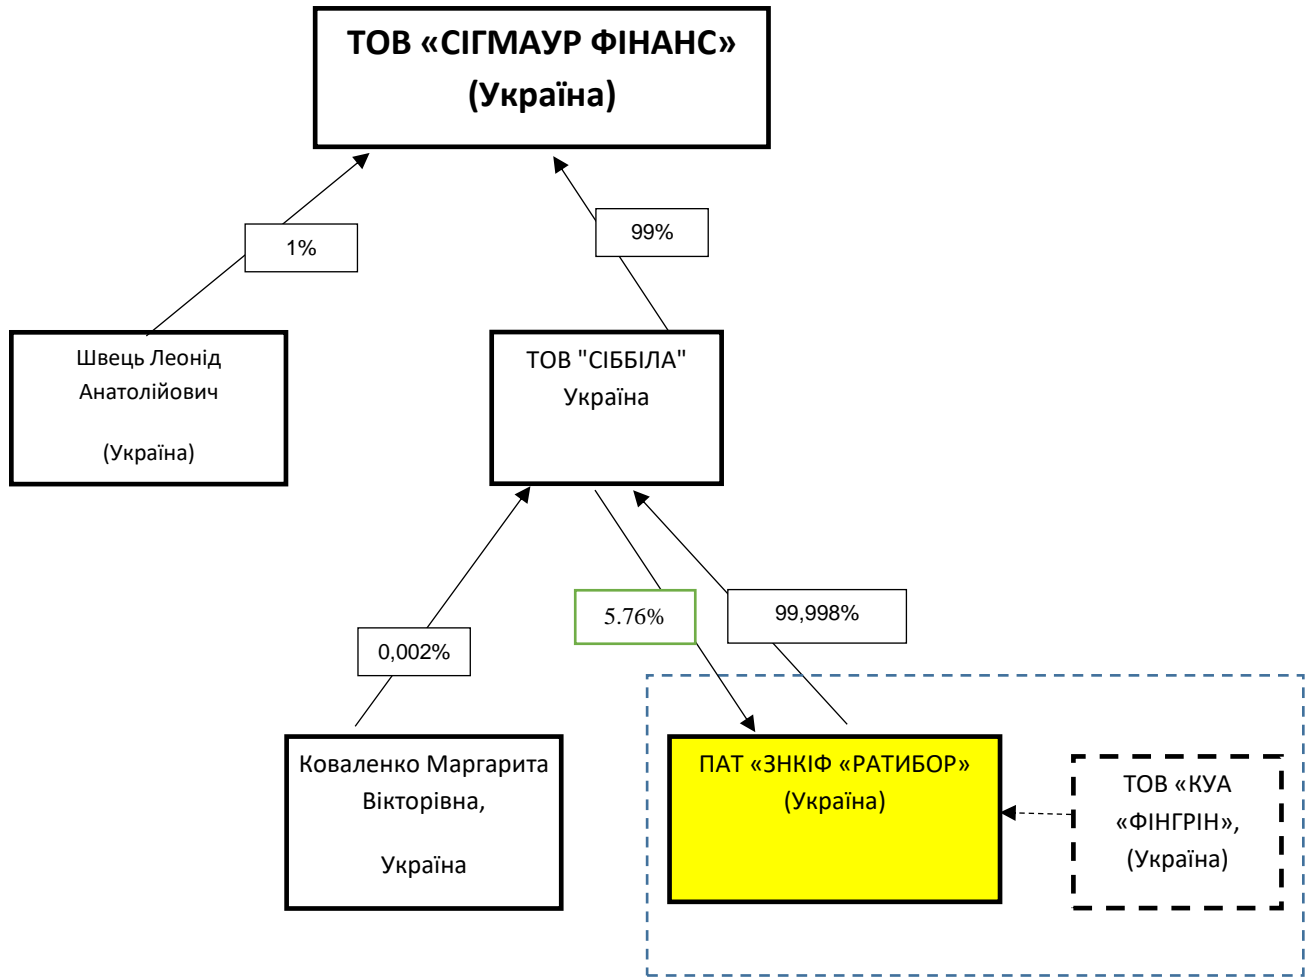 ТОВ «СІГМАУР ФІНАНС»
(Україна)
1%
99%
Швець Леонід
Анатолійович
(Україна)
ТОВ "СІББІЛА"
Україна
5.76%
99,998%
0,002%
Коваленко Маргарита
Вікторівна,
Україна
ПАТ «ЗНКІФ «РАТИБОР»
(Україна)
ТОВ «КУА
«ФІНГРІН»,
(Україна)